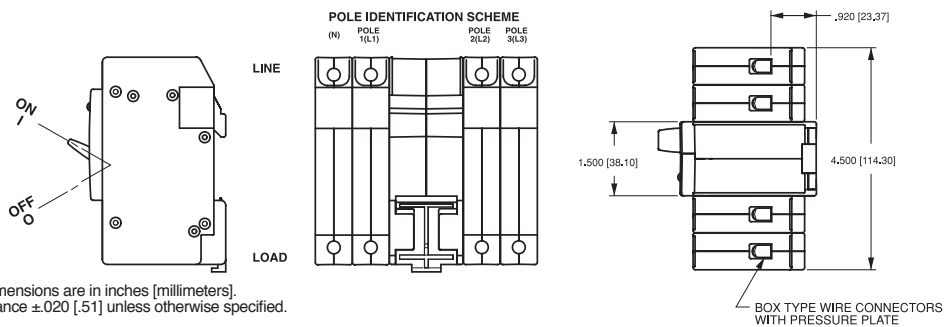 POLE IDENTIFICATION SCHEME
(N)
POLE
1(L1)
POLE
2(L2)
POLE
3(L3)
LINE
LOAD
ON
I
OFF
O
.920 [23.37]
1.500 [38.10]
4.500 [114.30]
BOX TYPE WIRE CONNECTORS
WITH PRESSURE PLATE
mensions are in inches [millimeters].
ance ±.020 [.51] unless otherwise specified.